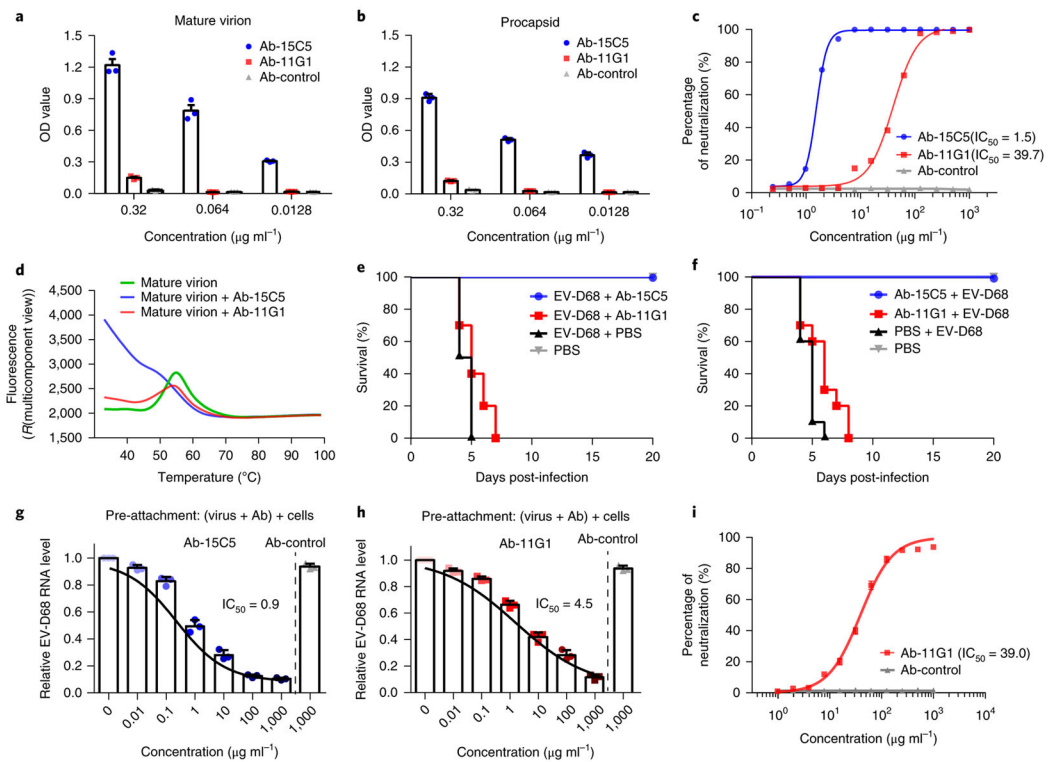 a
Mature virion
OD value
1.5
1.2
0.9
0.6
0.3
0
Ab-15C5
Ab-11G1
Ab-control
0.32
0.064
0.0128
Concentration (μg ml⁻¹)
b
Procapsid
OD value
1.5
1.2
0.9
0.6
0.3
0
Ab-15C5
Ab-11G1
Ab-control
0.32
0.064
0.0128
Concentration (μg ml⁻¹)
c
Percentage
of neutralization (%)
100
80
60
40
20
0
Ab-15C5(IC₅₀ = 1.5)
Ab-11G1(IC₅₀ = 39.7)
Ab-control
10⁻¹
10⁰
10¹
10²
10³
Concentration (μg ml⁻¹)
d
Fluorescence
(R(multicomponent view))
4,500
4,000
3,500
3,000
2,500
2,000
1,500
Mature virion
Mature virion + Ab-15C5
Mature virion + Ab-11G1
40
50
60
70
80
90
100
Temperature (°C)
e
Survival (%)
100
80
60
40
20
0
EV-D68 + Ab-15C5
EV-D68 + Ab-11G1
EV-D68 + PBS
PBS
0
5
10
15
20
Days post-infection
f
Survival (%)
100
80
60
40
20
0
Ab-15C5 + EV-D68
Ab-11G1 + EV-D68
PBS + EV-D68
PBS
0
5
10
15
20
Days post-infection
g
Pre-attachment: (virus + Ab) + cells
Ab-15C5
Ab-control
Relative EV-D68 RNA level
1.0
0.8
0.6
0.4
0.2
0.0
IC₅₀ = 0.9
0
0.01
0.1
1
10
100
1,000
1,000
Concentration (μg ml⁻¹)
h
Pre-attachment: (virus + Ab) + cells
Ab-11G1
Ab-control
Relative EV-D68 RNA level
1.0
0.8
0.6
0.4
0.2
0.0
IC₅₀ = 4.5
0
0.01
0.1
1
10
100
1,000
1,000
Concentration (μg ml⁻¹)
i
Percentage of
neutralization (%)
100
80
60
40
20
0
Ab-11G1 (IC₅₀ = 39.0)
Ab-control
10⁰
10¹
10²
10³
10⁴
Concentration (μg ml⁻¹)